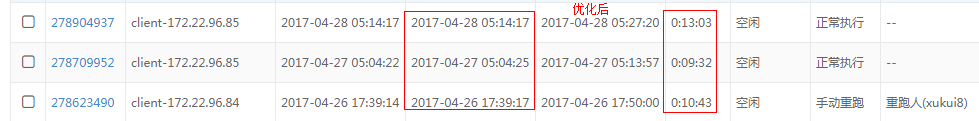 优化后
278904937 client-172.22.96.85 2017-04-28 05:14:17 2017-04-28 05:14:17 2017-04-28 05:27:20 0:13:03 空闲 正常执行 --
278709952 client-172.22.96.85 2017-04-27 05:04:22 2017-04-27 05:04:25 2017-04-27 05:13:57 0:09:32 空闲 正常执行 --
278623490 client-172.22.96.84 2017-04-26 17:39:14 2017-04-26 17:39:17 2017-04-26 17:50:00 0:10:43 空闲 手动重跑 重跑人(xukui8)